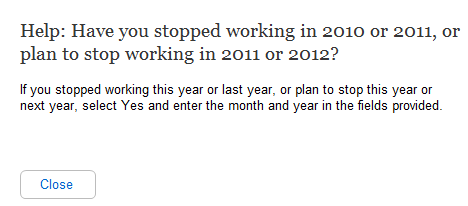 Help: Have you stopped working in 2010 or 2011, or
plan to stop working in 2011 or 2012?
If you stopped working this year or last year, or plan to stop this year or
next year, select Yes and enter the month and year in the fields provided.
Close